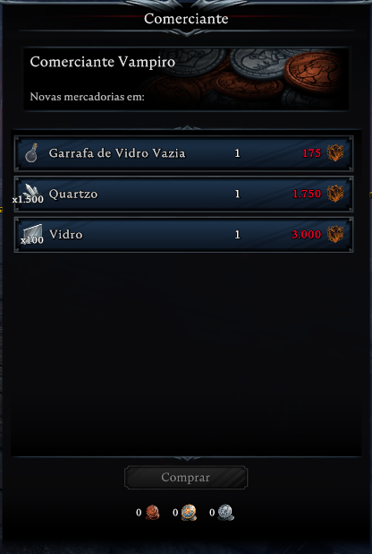 Comerciante
Comerciante Vampiro
Novas mercadorias em:
Garrafa de Vidro Vazia 1 175
x1.500 Quartzo 1 1.750
x100 Vidro 1 3.000
Comprar
0 0 0